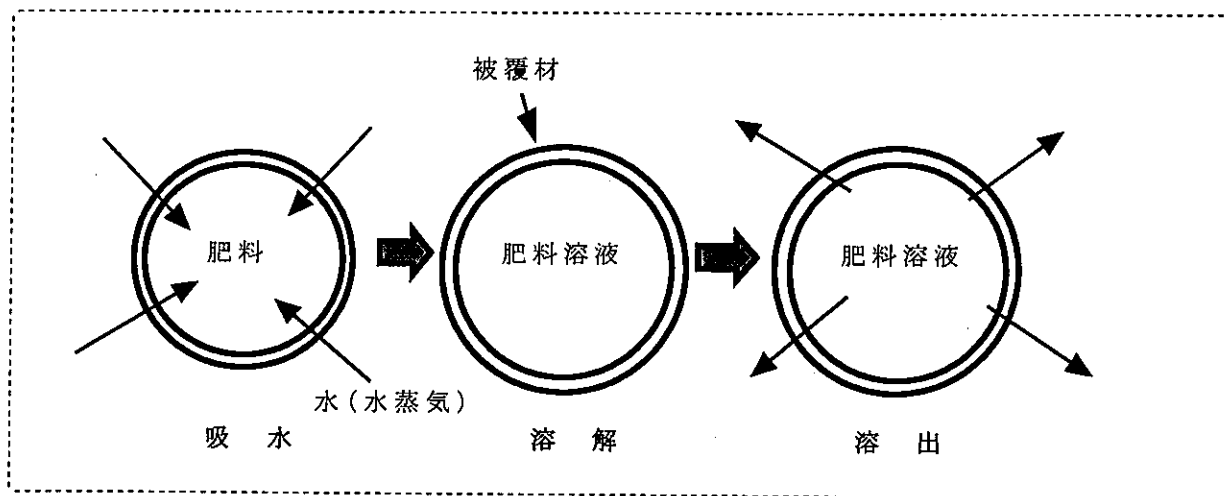 被覆材
肥料
肥料溶液
肥料溶液
水(水蒸気)
吸 水
溶 解
溶 出